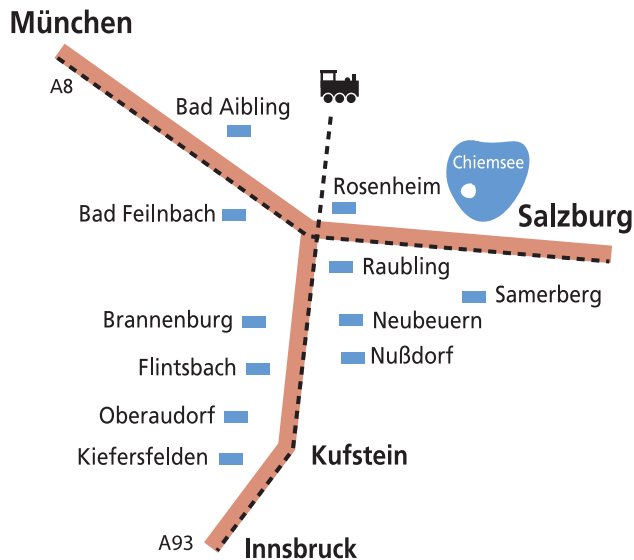 München
A8
Bad Aibling
Chiemsee
Rosenheim
Bad Feilnbach
Salzburg
Raubling
Samerberg
Brannenburg
Neubeuern
Nußdorf
Flintsbach
Oberaudorf
Kiefersfelden
Kufstein
A93
Innsbruck